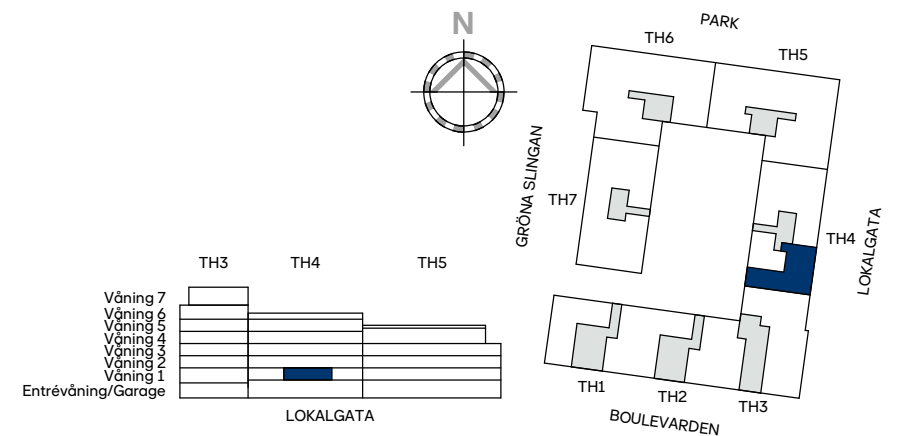 N
PARK
TH6
TH5
GRÖNA SLINGAN
TH7
TH4
LOKALGATA
TH3
TH4
TH5
Våning 7
Våning 6
Våning 5
Våning 4
Våning 3
Våning 2
Våning 1
Entrévåning/Garage
LOKALGATA
TH1
TH2
TH3
BOULEVARDEN